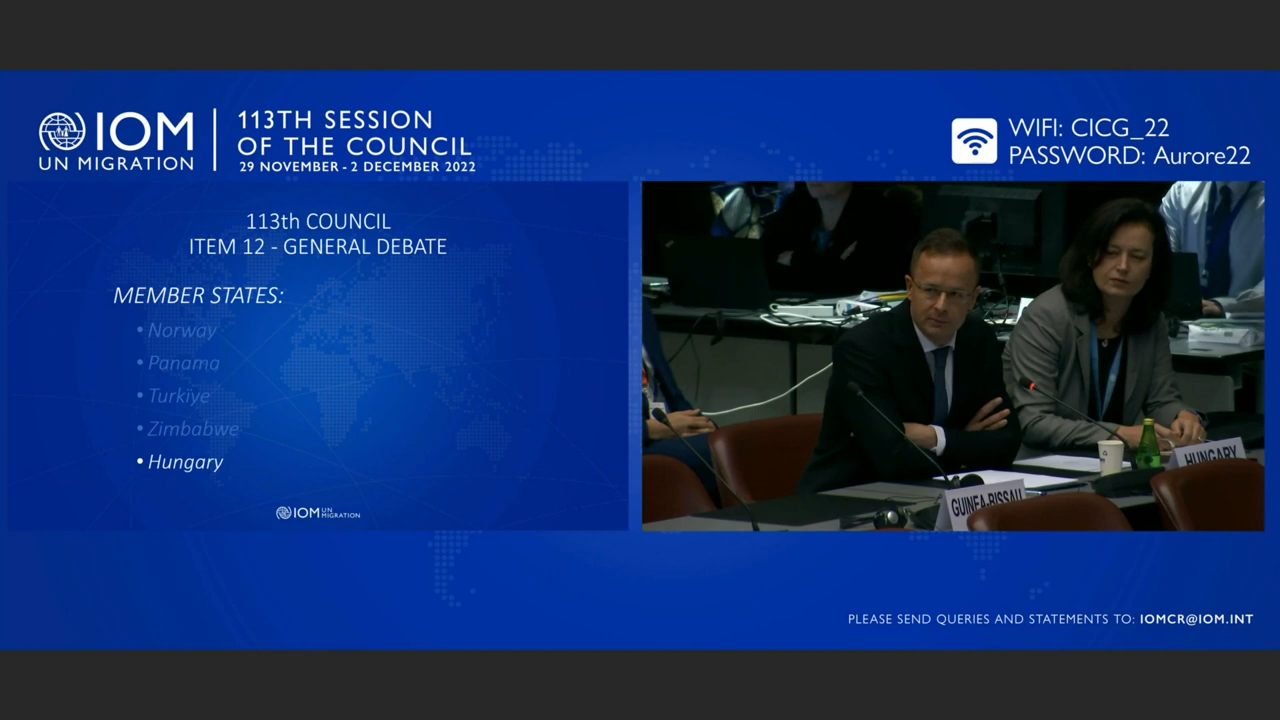 IOM
UN MIGRATION
113TH SESSION
OF THE COUNCIL
29 NOVEMBER - 2 DECEMBER 2022
WIFI: CICG_22
PASSWORD: Aurore22
113th COUNCIL
ITEM 12 - GENERAL DEBATE
MEMBER STATES:
• Norway
• Panama
• Turkiye
• Zimbabwe
• Hungary
IOM UN MIGRATION
HUNGARY
GUINEA-BISSAU
PLEASE SEND QUERIES AND STATEMENTS TO: IOMCR@IOM.INT